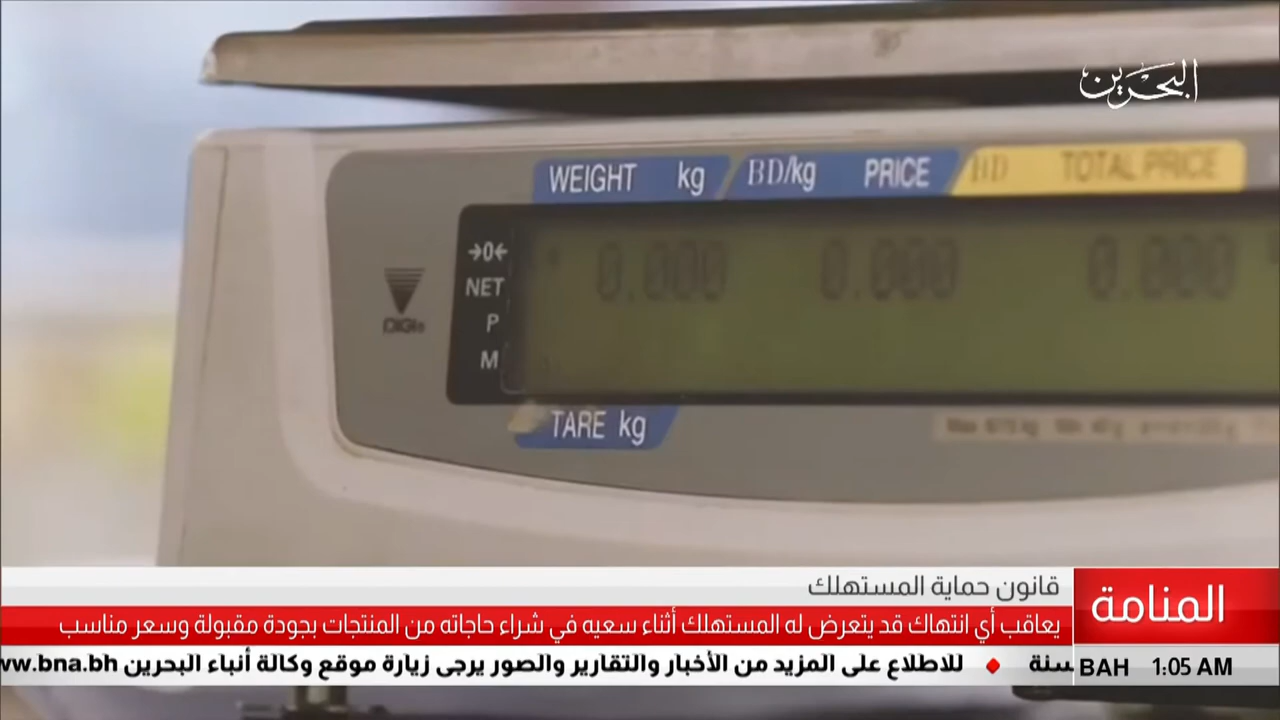 البحرين
WEIGHT kg BD/kg PRICE BD TOTAL PRICE
→0← 0.000 0.000 0.000
NET
P
M
DIGI
TARE kg
قانون حماية المستهلك
المنامة
يعاقب أي انتهاك قد يتعرض له المستهلك أثناء سعيه في شراء حاجاته من المنتجات بجودة مقبولة وسعر مناسب
سنة ♦ للاطلاع على المزيد من الأخبار والتقارير والصور يرجى زيارة موقع وكالة أنباء البحرين www.bna.bh
BAH 1:05 AM